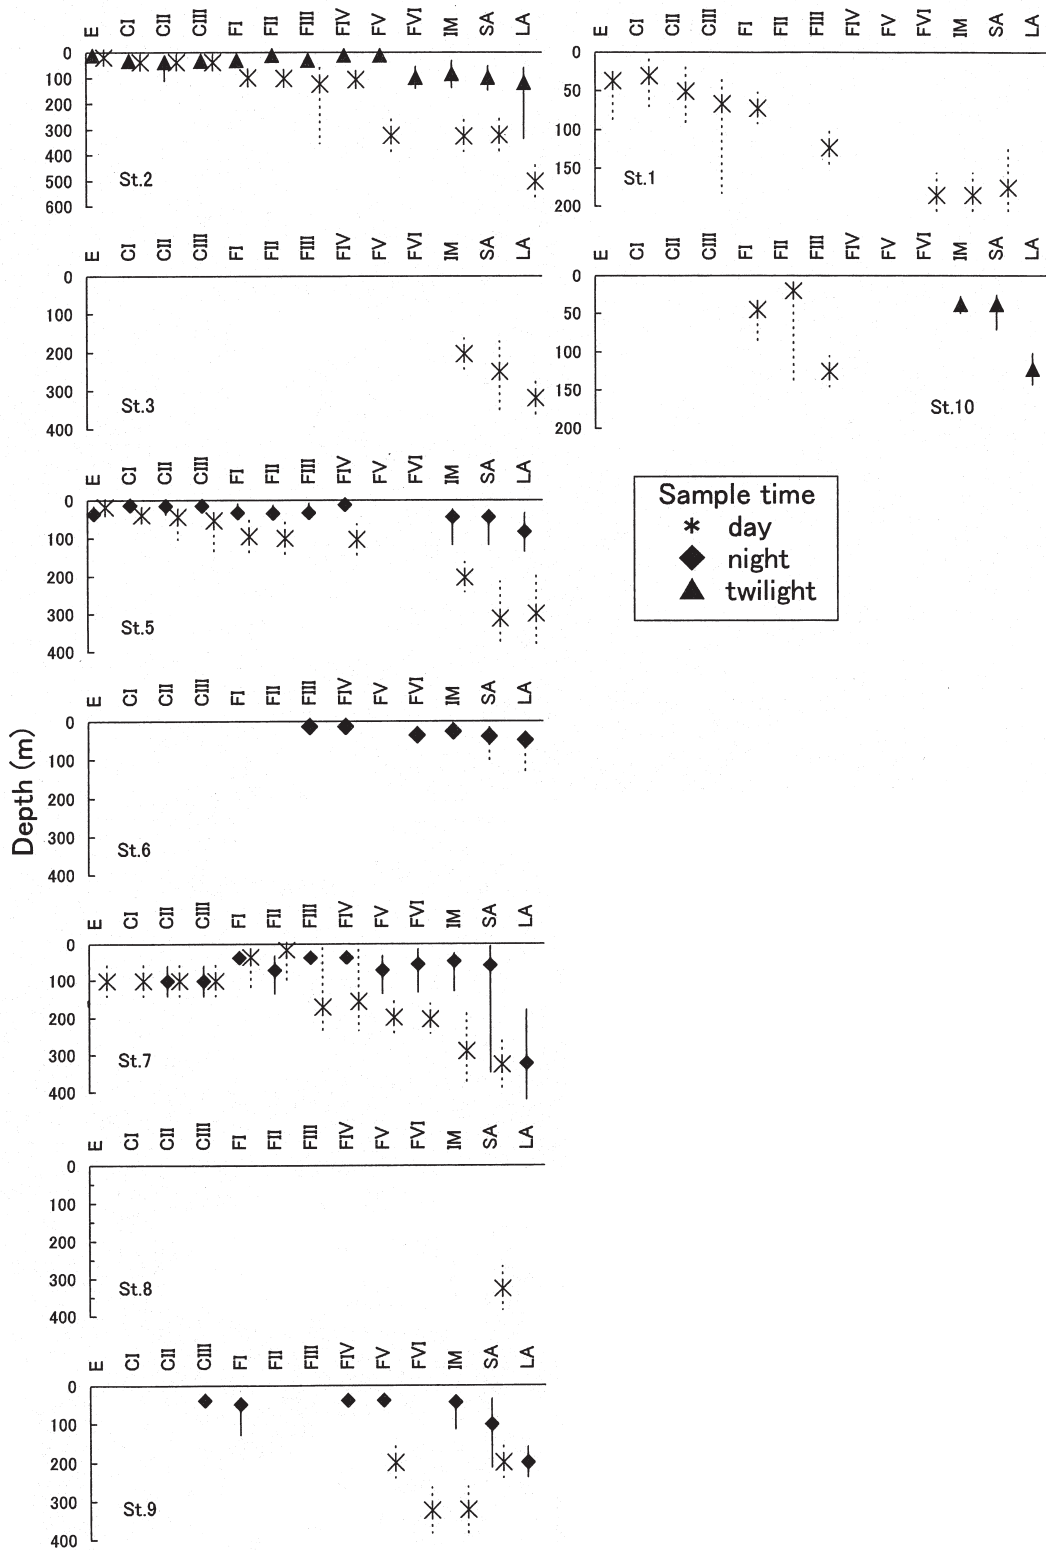 E CI CII CIII FI FII FIII FIV FV FVI IM SA LA
0
100
200
300
400
500
600
St.2
E CI CII CIII FI FII FIII FIV FV FVI IM SA LA
0
50
100
150
200
St.1
E CI CII CIII FI FII FIII FIV FV FVI IM SA LA
0
100
200
300
400
St.3
E CI CII CIII FI FII FIII FIV FV FVI IM SA LA
0
50
100
150
200
St.10
E CI CII CIII FI FII FIII FIV FV FVI IM SA LA
0
100
200
300
400
St.5
Sample time
day
night
twilight
E CI CII CIII FI FII FIII FIV FV FVI IM SA LA
0
100
200
300
400
St.6
Depth (m)
E CI CII CIII FI FII FIII FIV FV FVI IM SA LA
0
100
200
300
400
St.7
E CI CII CIII FI FII FIII FIV FV FVI IM SA LA
0
100
200
300
400
St.8
E CI CII CIII FI FII FIII FIV FV FVI IM SA LA
0
100
200
300
400
St.9